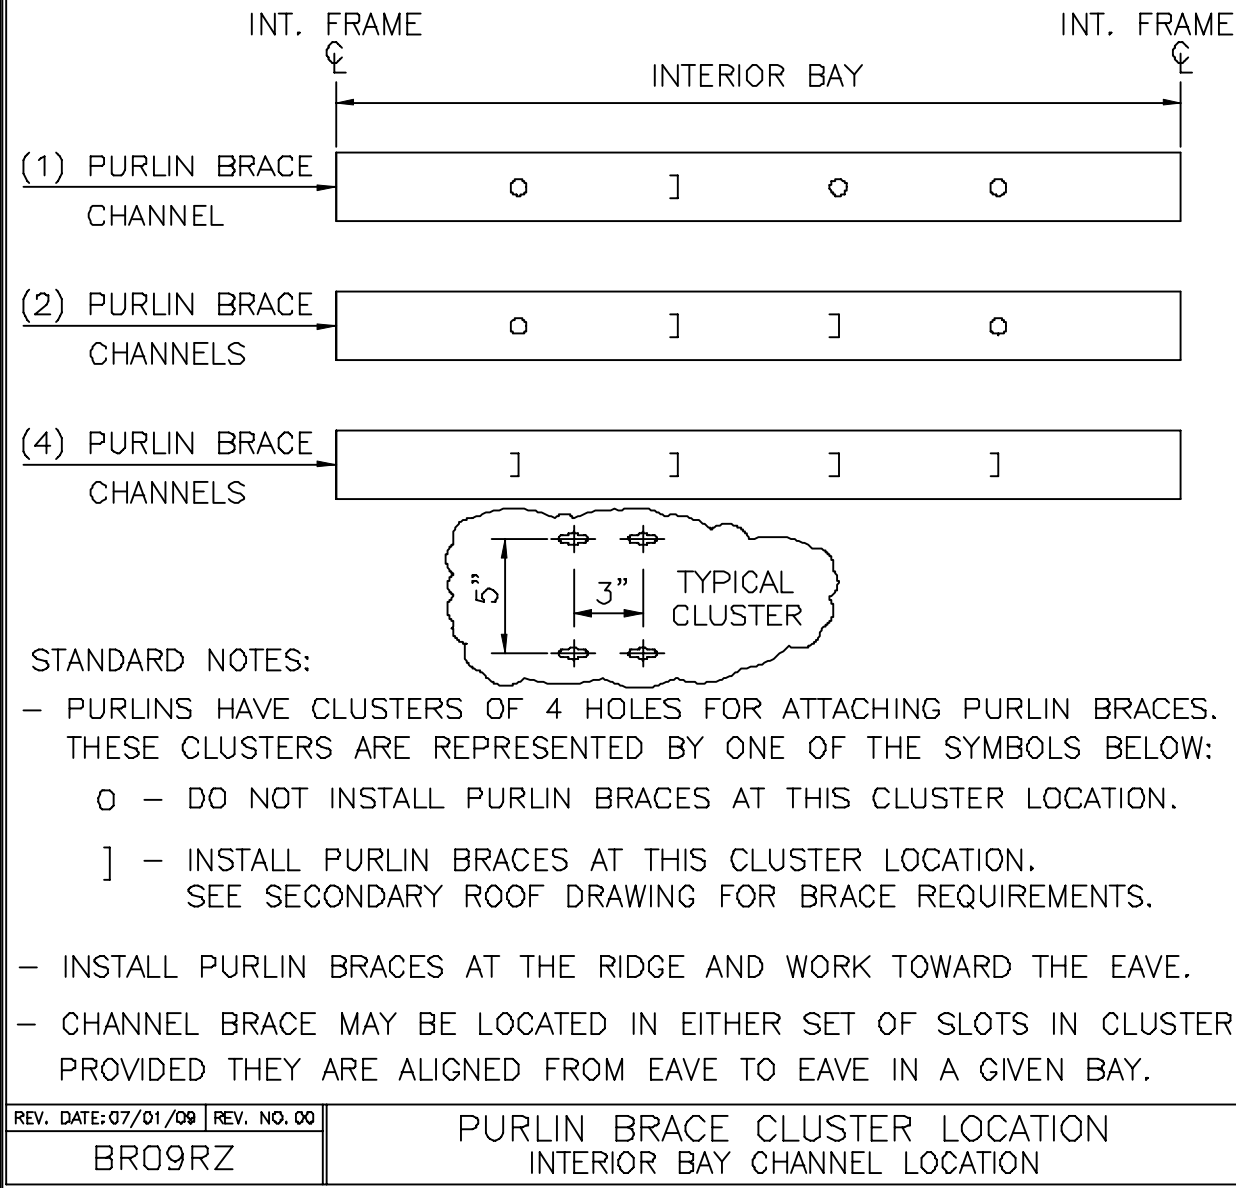 INT. FRAME
INT. FRAME
℄
℄
INTERIOR BAY
(1) PURLIN BRACE
CHANNEL
O ] O O
(2) PURLIN BRACE
CHANNELS
O ] ] O
(4) PURLIN BRACE
CHANNELS
] ] ] ]
5"
3"
TYPICAL
CLUSTER
STANDARD NOTES:
– PURLINS HAVE CLUSTERS OF 4 HOLES FOR ATTACHING PURLIN BRACES.
THESE CLUSTERS ARE REPRESENTED BY ONE OF THE SYMBOLS BELOW:
O – DO NOT INSTALL PURLIN BRACES AT THIS CLUSTER LOCATION.
] – INSTALL PURLIN BRACES AT THIS CLUSTER LOCATION.
SEE SECONDARY ROOF DRAWING FOR BRACE REQUIREMENTS.
– INSTALL PURLIN BRACES AT THE RIDGE AND WORK TOWARD THE EAVE.
– CHANNEL BRACE MAY BE LOCATED IN EITHER SET OF SLOTS IN CLUSTER
PROVIDED THEY ARE ALIGNED FROM EAVE TO EAVE IN A GIVEN BAY.
REV. DATE:07/01/09 REV. NO. 00
BR09RZ
PURLIN BRACE CLUSTER LOCATION
INTERIOR BAY CHANNEL LOCATION